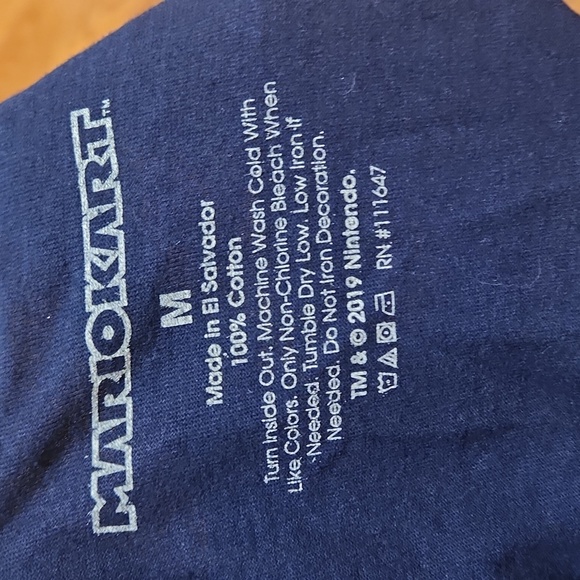 MARIOKART™
M
Made in El Salvador
100% Cotton
Turn Inside Out. Machine Wash Cold With
Like Colors. Only Non-Chlorine Bleach When
Needed. Tumble Dry Low. Low Iron If
Needed. Do Not Iron Decoration.
TM & © 2019 Nintendo.
RN #111647